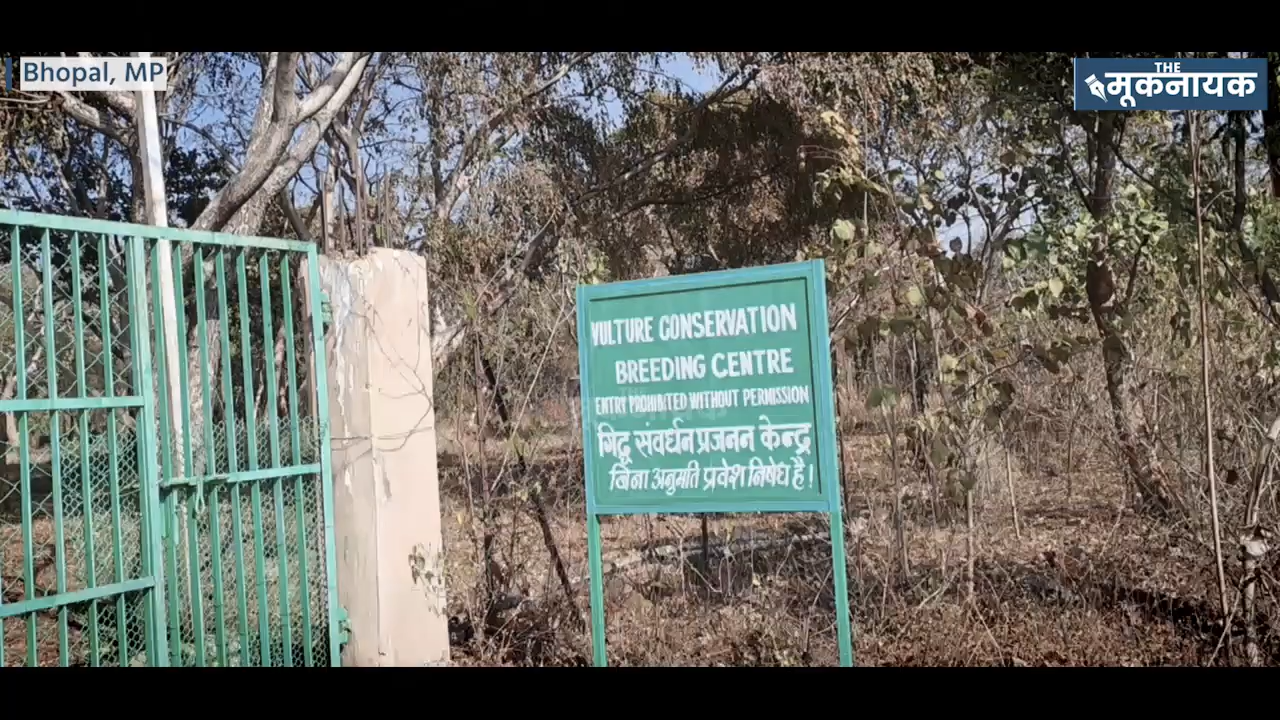 Bhopal, MP
THE
मूकनायक
VULTURE CONSERVATION
BREEDING CENTRE
ENTRY PROHIBITED WITHOUT PERMISSION
गिद्ध संवर्धन प्रजनन केन्द्र
बिना अनुमति प्रवेश निषेध है!